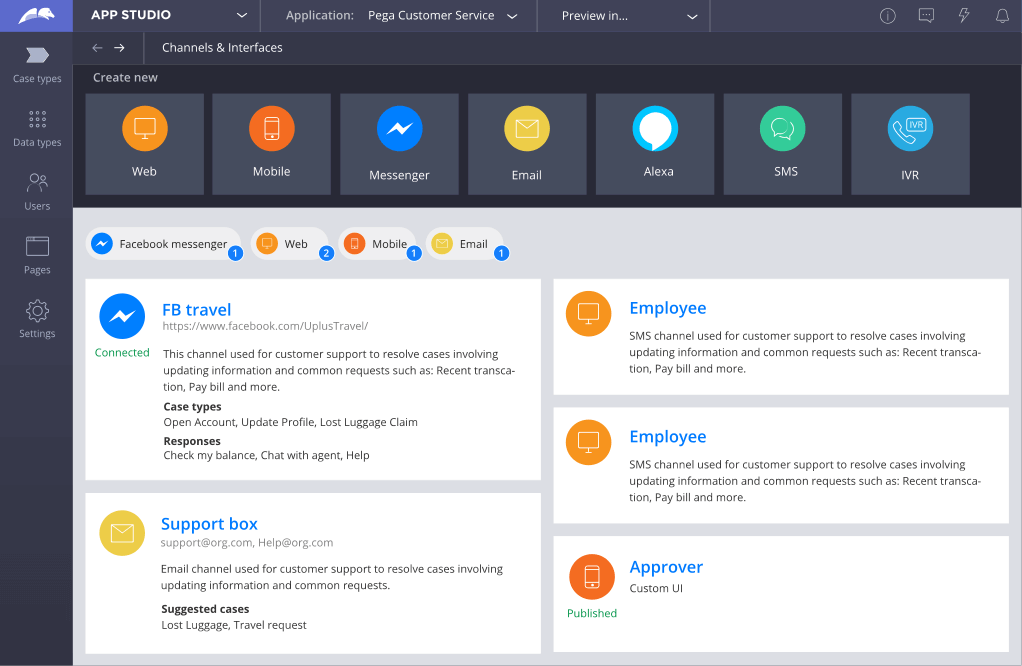 APP STUDIO
Application: Pega Customer Service
Preview in...
Channels & Interfaces
Case types
Data types
Users
Pages
Settings
Create new
Web
Mobile
Messenger
Email
Alexa
SMS
IVR
IVR
Facebook messenger 1
Web 2
Mobile 1
Email 1
FB travel
https://www.facebook.com/UplusTravel/
Connected
This channel used for customer support to resolve cases involving
updating information and common requests such as: Recent transca-
tion, Pay bill and more.
Case types
Open Account, Update Profile, Lost Luggage Claim
Responses
Check my balance, Chat with agent, Help
Support box
support@org.com, Help@org.com
Email channel used for customer support to resolve cases involving
updating information and common requests.
Suggested cases
Lost Luggage, Travel request
Employee
SMS channel used for customer support to resolve cases involving
updating information and common requests such as: Recent transca-
tion, Pay bill and more.
Employee
SMS channel used for customer support to resolve cases involving
updating information and common requests such as: Recent transca-
tion, Pay bill and more.
Approver
Custom UI
Published